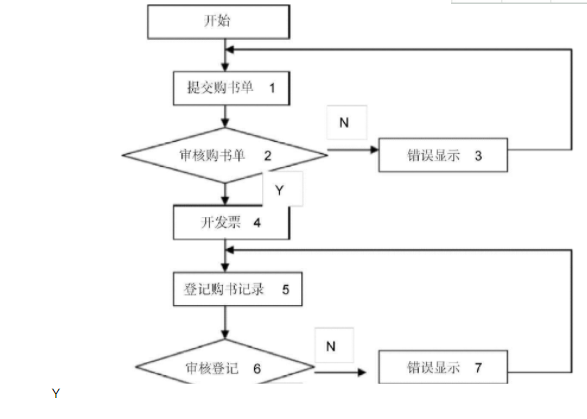 开始
提交购书单 1
N
审核购书单 2
错误显示 3
Y
开发票 4
登记购书记录 5
N
审核登记 6
错误显示 7
Y